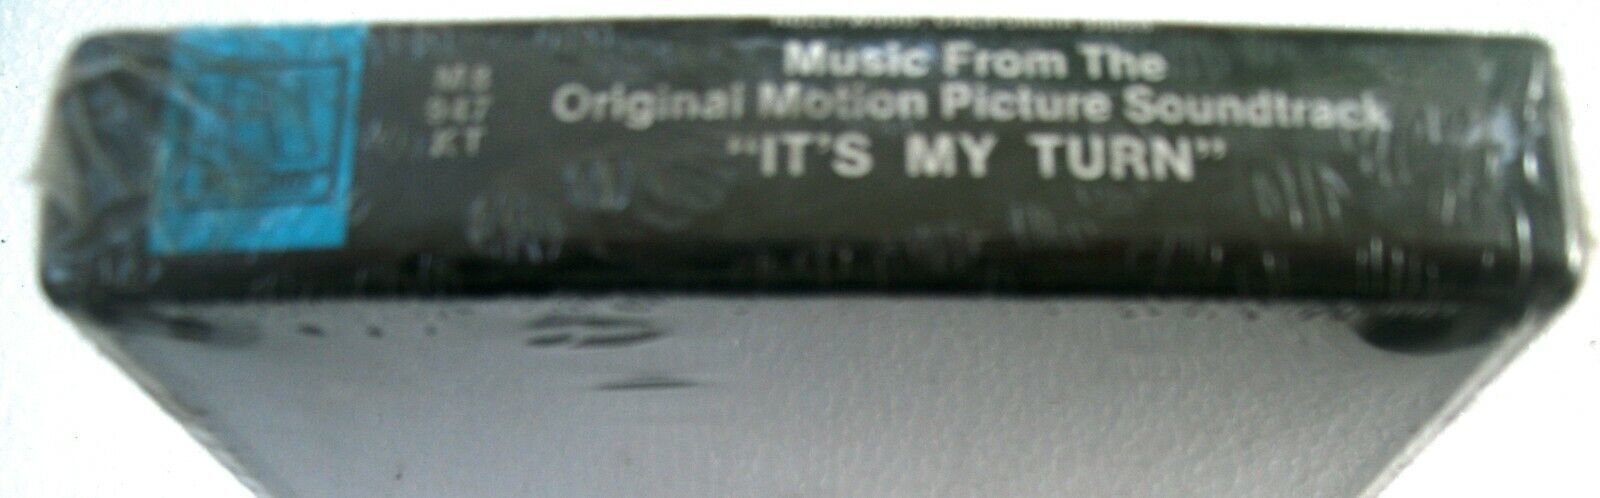 M8
947
KT
Music From The
Original Motion Picture Soundtrack
"IT'S MY TURN"